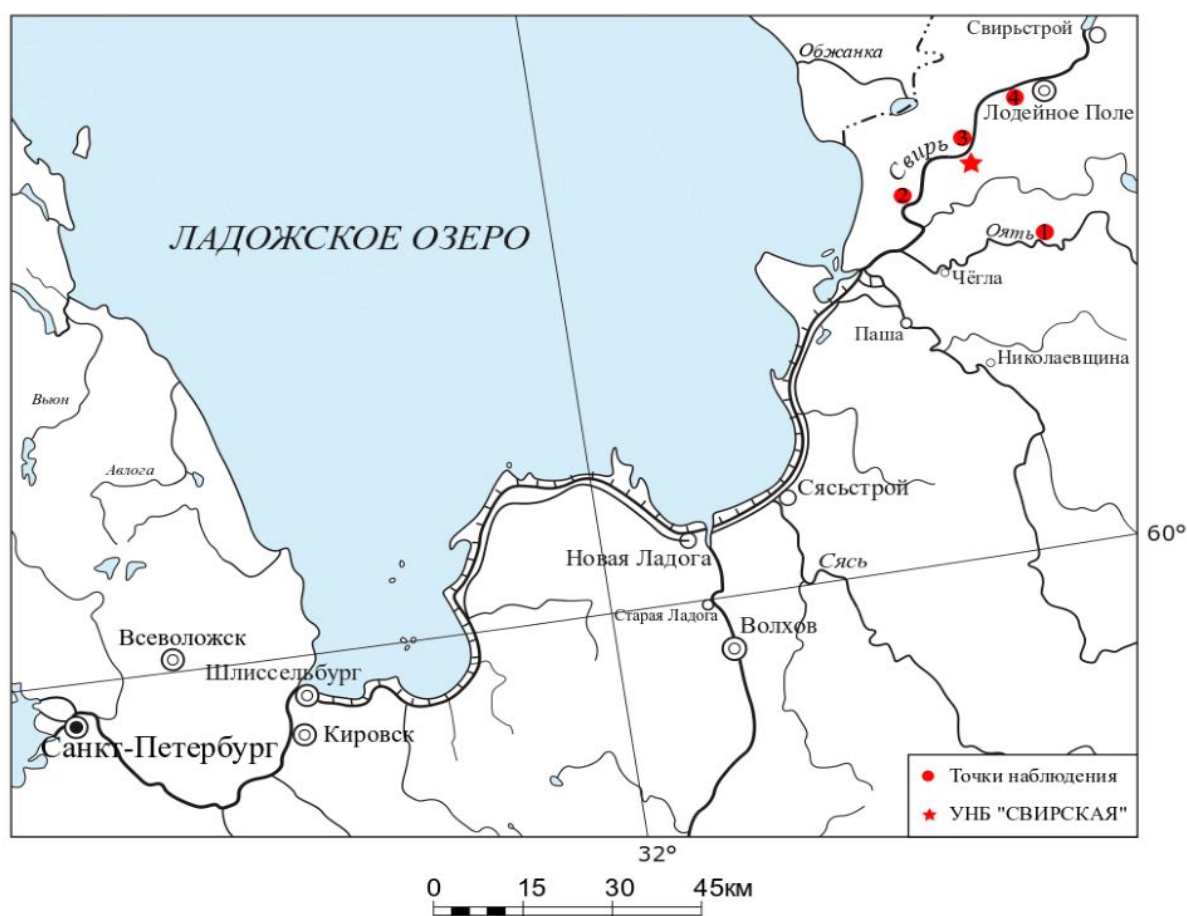 Свирьстрой
Обжанка
4
Лодейное Поле
3
Свирь
2
Оять
1
ЛАДОЖСКОЕ ОЗЕРО
Чёгла
Паша
Николаевщина
Вьюн
Авлога
Сясьстрой
60°
Новая Ладога
Сясь
Старая Ладога
Волхов
Всеволожск
Шлиссельбург
Кировск
Санкт-Петербург
Точки наблюдения
УНБ "СВИРСКАЯ"
32°
0 15 30 45км